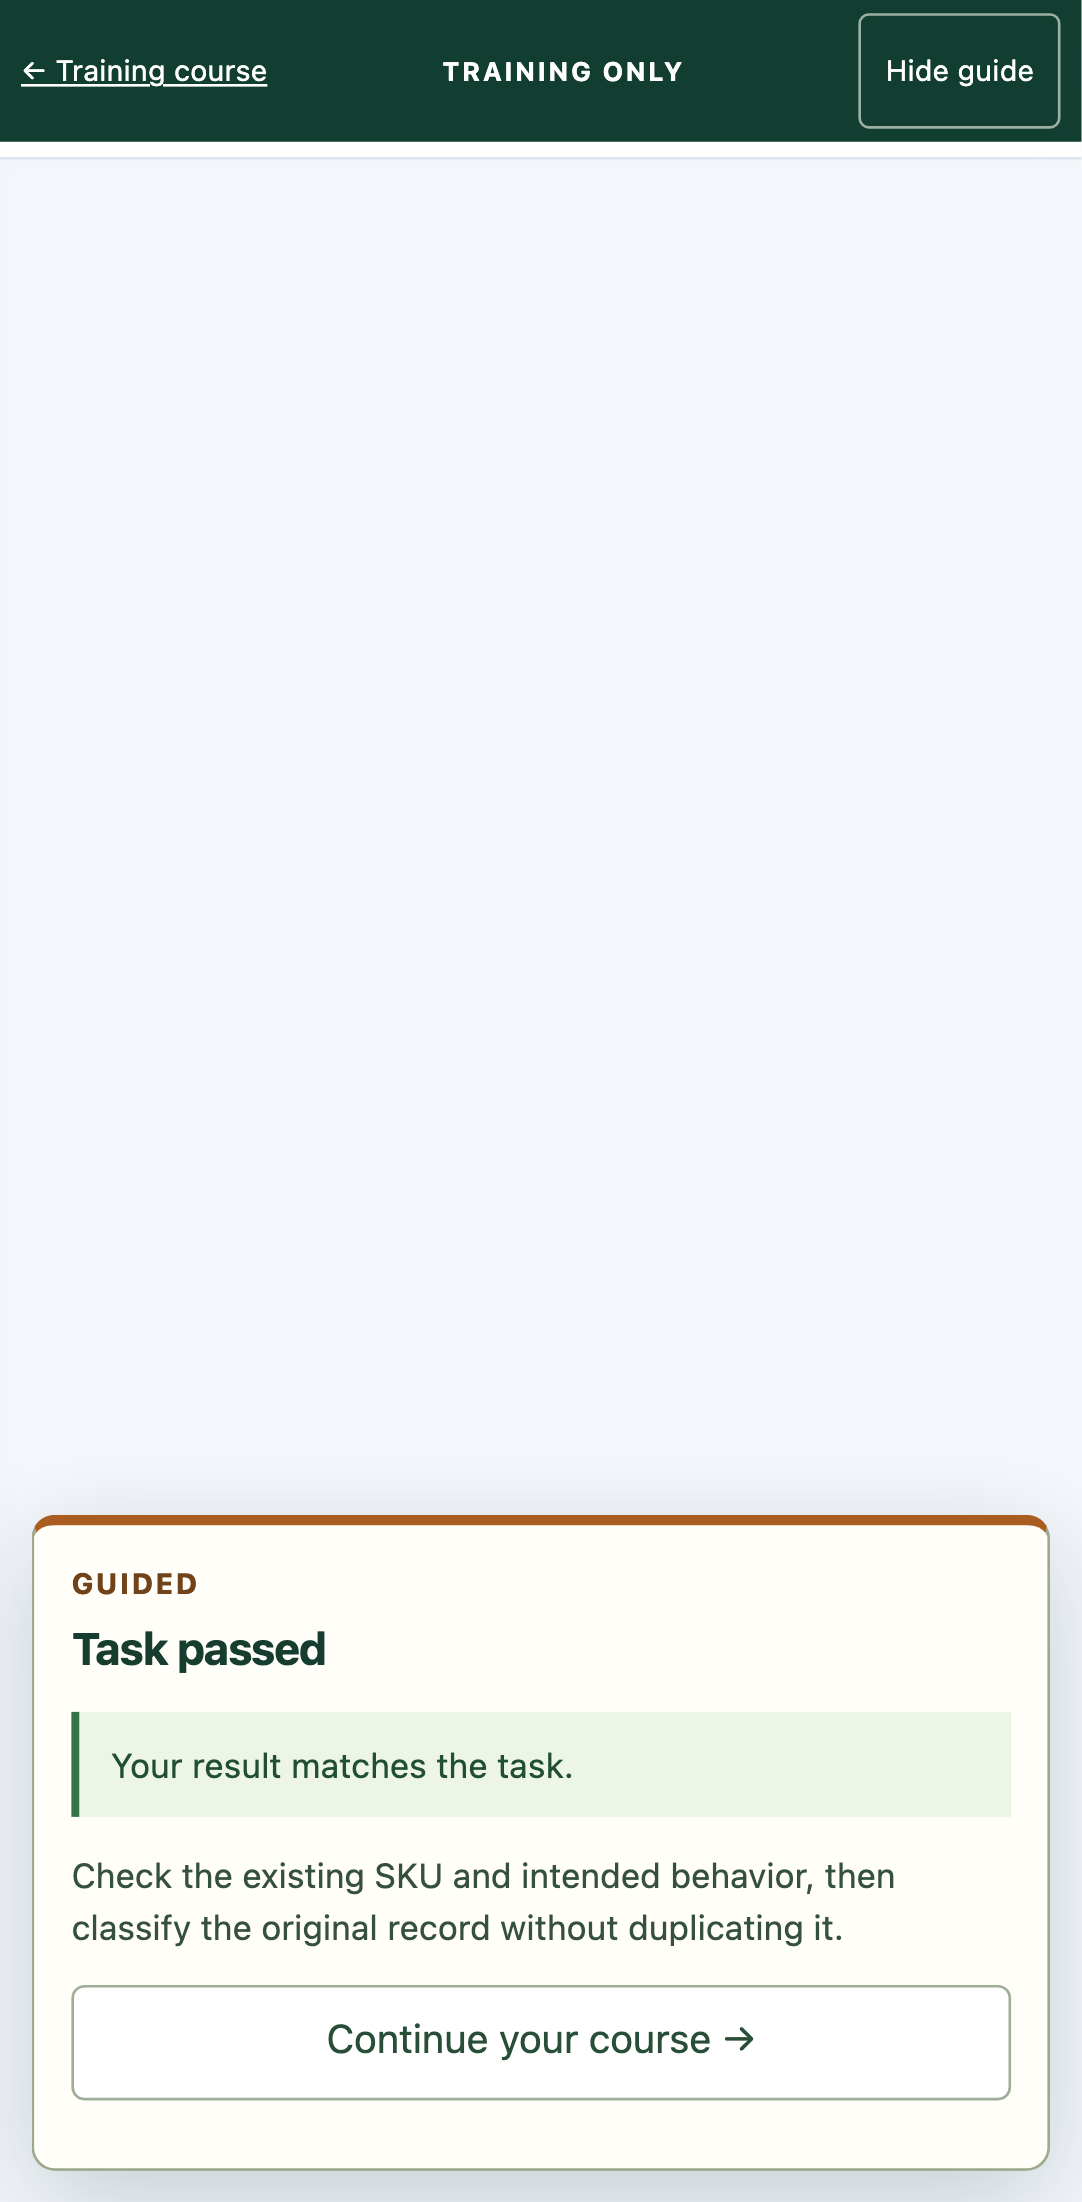 ← Training course
TRAINING ONLY
Hide guide
GUIDED
Task passed
Your result matches the task.
Check the existing SKU and intended behavior, then
classify the original record without duplicating it.
Continue your course →